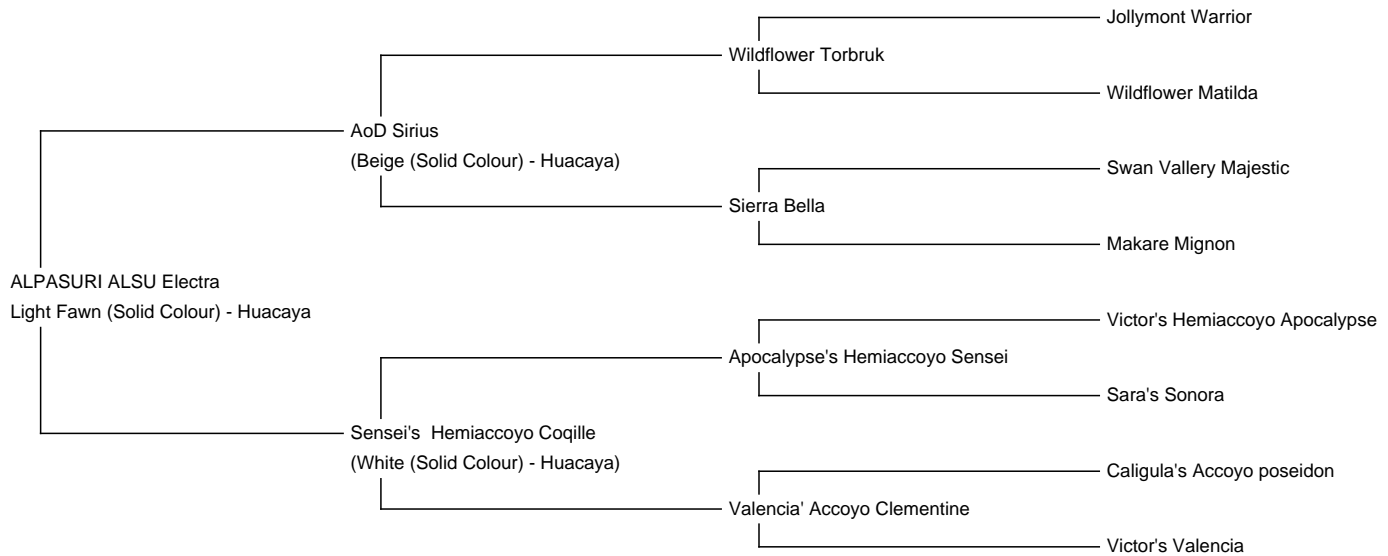 Jollymont Warrior
Wildflower Torbruk
Wildflower Matilda
AoD Sirius
(Beige (Solid Colour) - Huacaya)
Swan Vallery Majestic
Sierra Bella
Makare Mignon
ALPASURI ALSU Electra
Light Fawn (Solid Colour) - Huacaya
Victor's Hemiaccoyo Apocalypse
Apocalypse's Hemiaccoyo Sensei
Sara's Sonora
Sensei's  Hemiaccoyo Coqille
(White (Solid Colour) - Huacaya)
Caligula's Accoyo poseidon
Valencia' Accoyo Clementine
Victor's Valencia